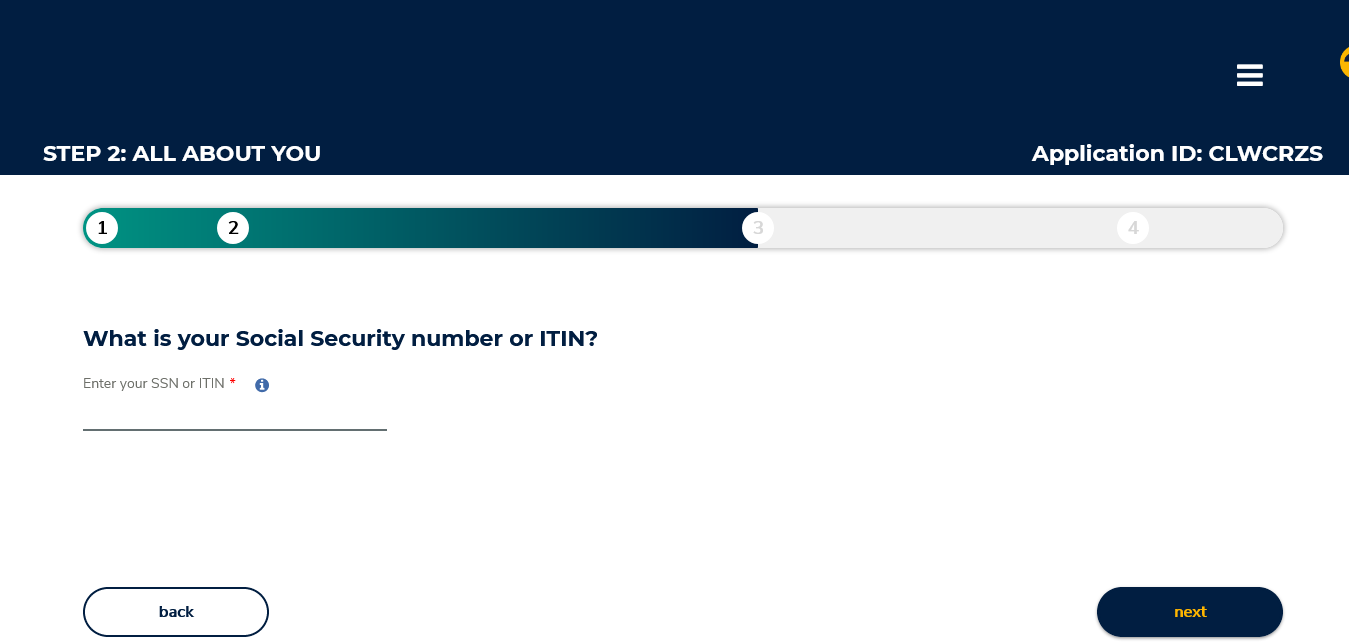 STEP 2: ALL ABOUT YOU
Application ID: CLWCRZS
1 2 3 4
What is your Social Security number or ITIN?
Enter your SSN or ITIN *
back
next